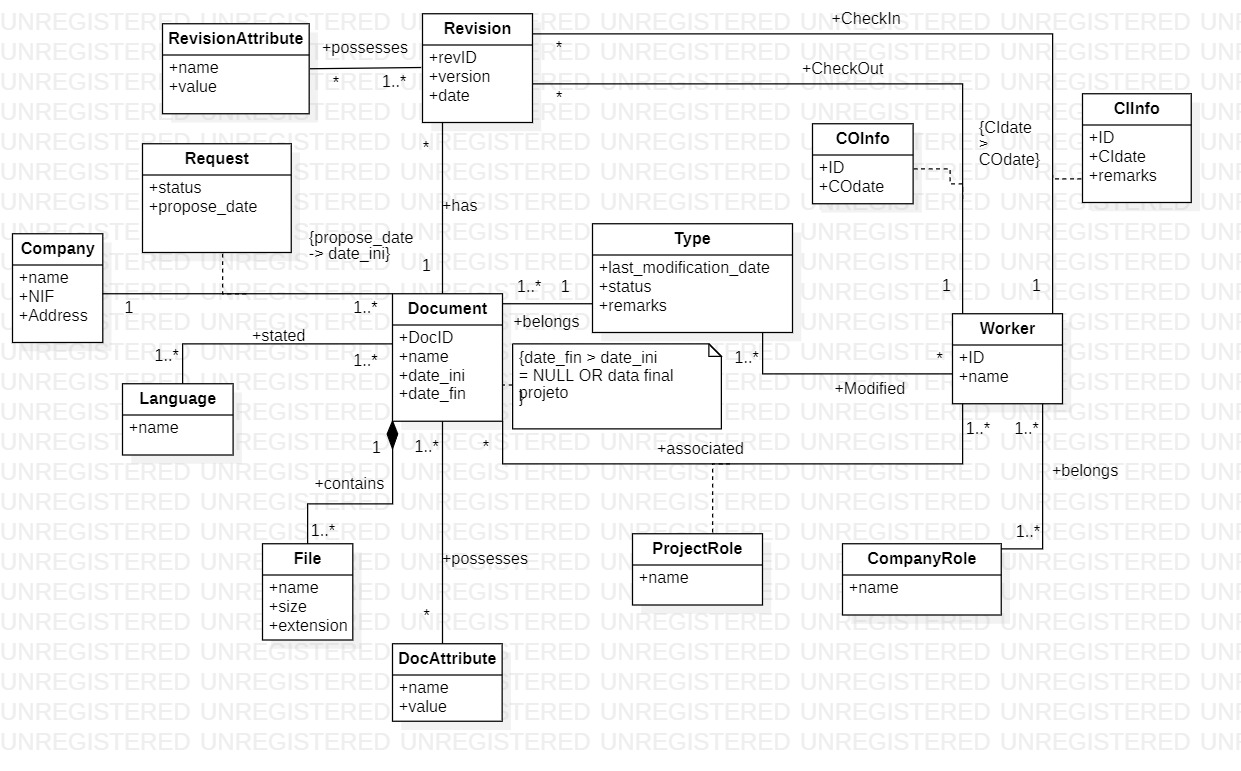 RevisionAttribute
+name
+value
+possesses
*
1..*
Revision
+revID
+version
+date
+CheckIn
*
+CheckOut
*
Request
+status
+propose_date
*
+has
1
{propose_date
-> date_ini}
COInfo
+ID
+COdate
{CIdate
>
COdate}
CIInfo
+ID
+CIdate
+remarks
Company
+name
+NIF
+Address
1
1..*
Type
+last_modification_date
+status
+remarks
1..*
1
+belongs
1
1
Document
+DocID
+name
+date_ini
+date_fin
+stated
1..*
1..*
{date_fin > date_ini
= NULL OR data final
projeto
}
1..*
*
+Modified
Worker
+ID
+name
Language
+name
1
1..*
*
+associated
1..*
1..*
+contains
1..*
+belongs
1..*
File
+name
+size
+extension
+possesses
*
ProjectRole
+name
CompanyRole
+name
DocAttribute
+name
+value
UNREGISTERED